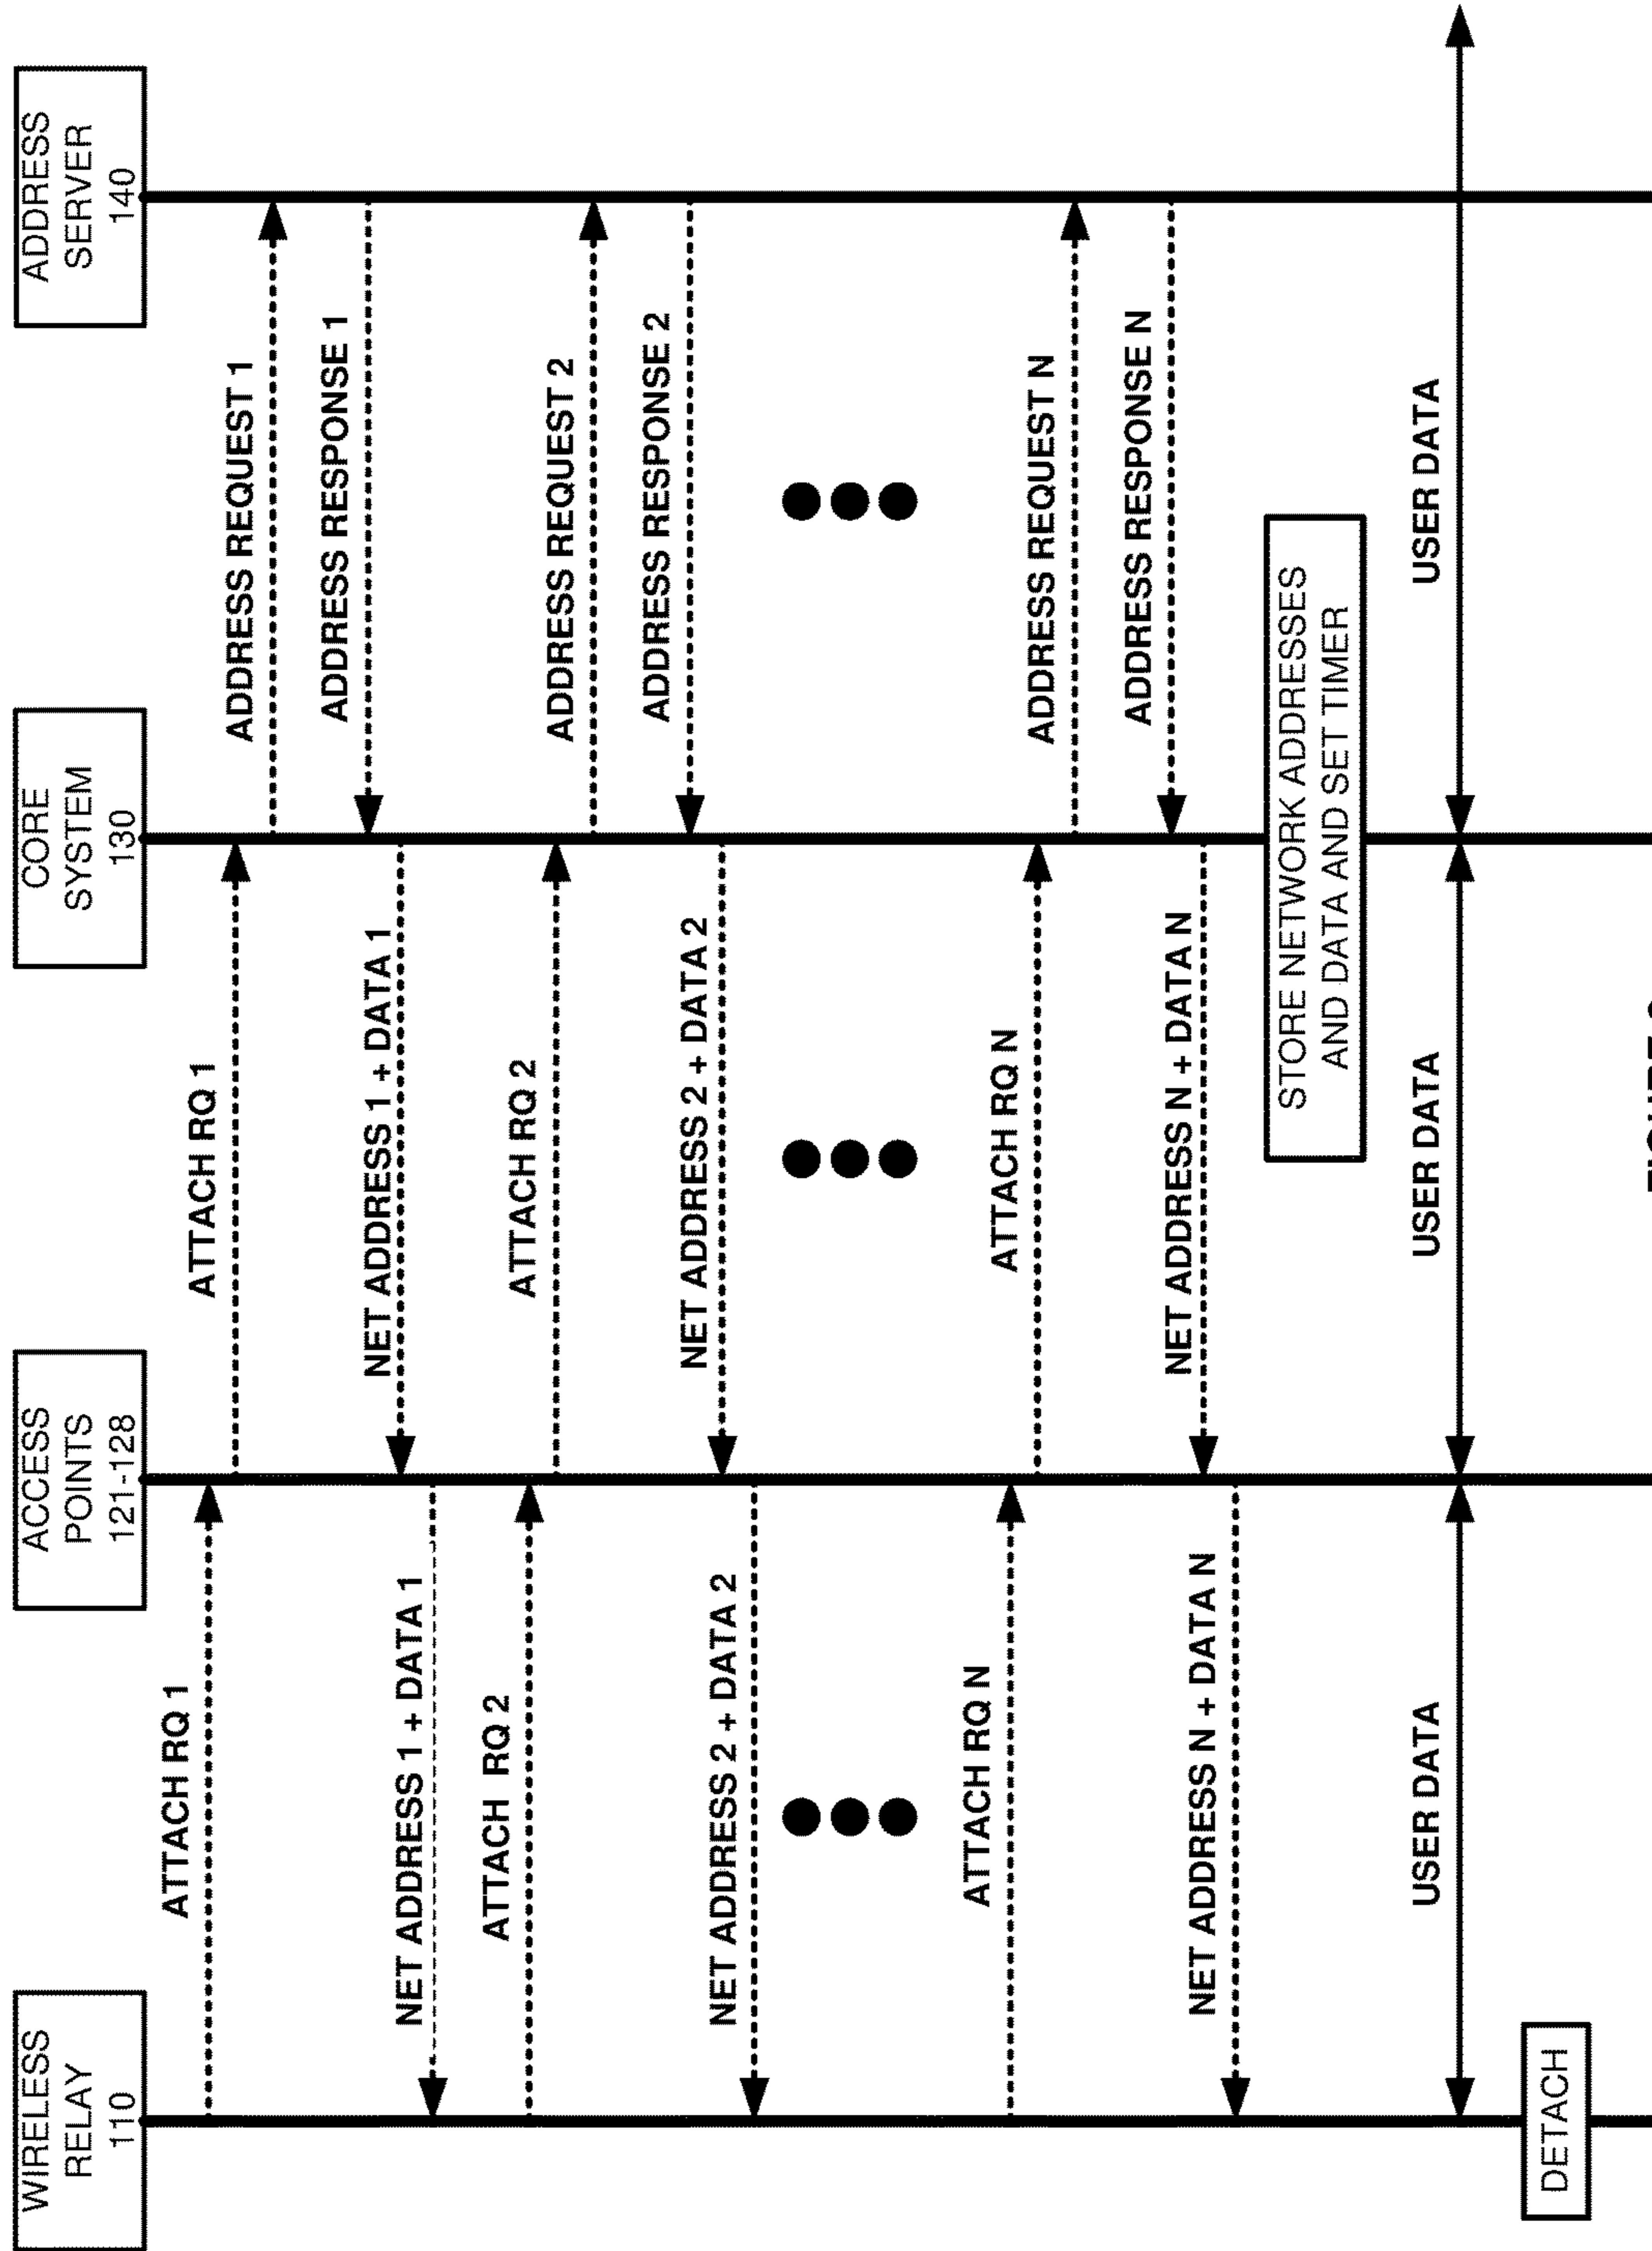 WIRELESS
RELAY
110
ACCESS
POINTS
121-128
CORE
SYSTEM
130
ADDRESS
SERVER
140
ATTACH RQ 1
ATTACH RQ 1
ADDRESS REQUEST 1
ADDRESS RESPONSE 1
NET ADDRESS 1 + DATA 1
NET ADDRESS 1 + DATA 1
ATTACH RQ 2
ATTACH RQ 2
ADDRESS REQUEST 2
ADDRESS RESPONSE 2
NET ADDRESS 2 + DATA 2
NET ADDRESS 2 + DATA 2
ATTACH RQ N
ATTACH RQ N
ADDRESS REQUEST N
ADDRESS RESPONSE N
NET ADDRESS N + DATA N
NET ADDRESS N + DATA N
STORE NETWORK ADDRESSES
AND DATA AND SET TIMER
USER DATA
USER DATA
USER DATA
DETACH